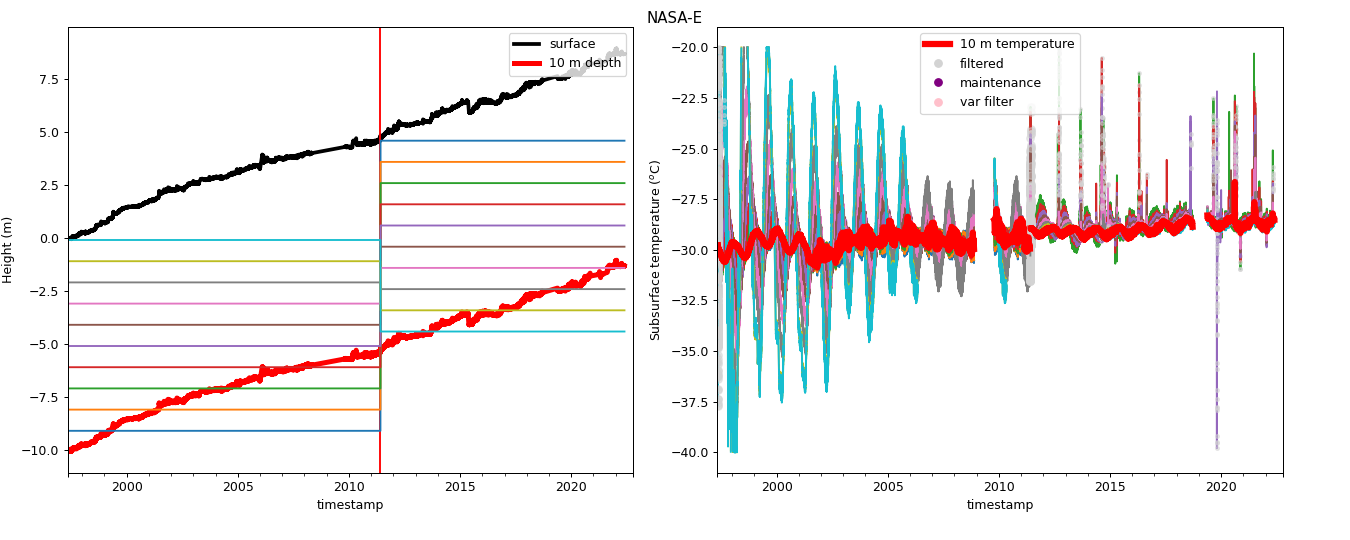 NASA-E
surface
10 m depth
7.5
5.0
2.5
0.0
−2.5
−5.0
−7.5
−10.0
Height (m)
2000
2005
2010
2015
2020
timestamp
10 m temperature
filtered
maintenance
var filter
−20.0
−22.5
−25.0
−27.5
−30.0
−32.5
−35.0
−37.5
−40.0
Subsurface temperature (°C)
2000
2005
2010
2015
2020
timestamp